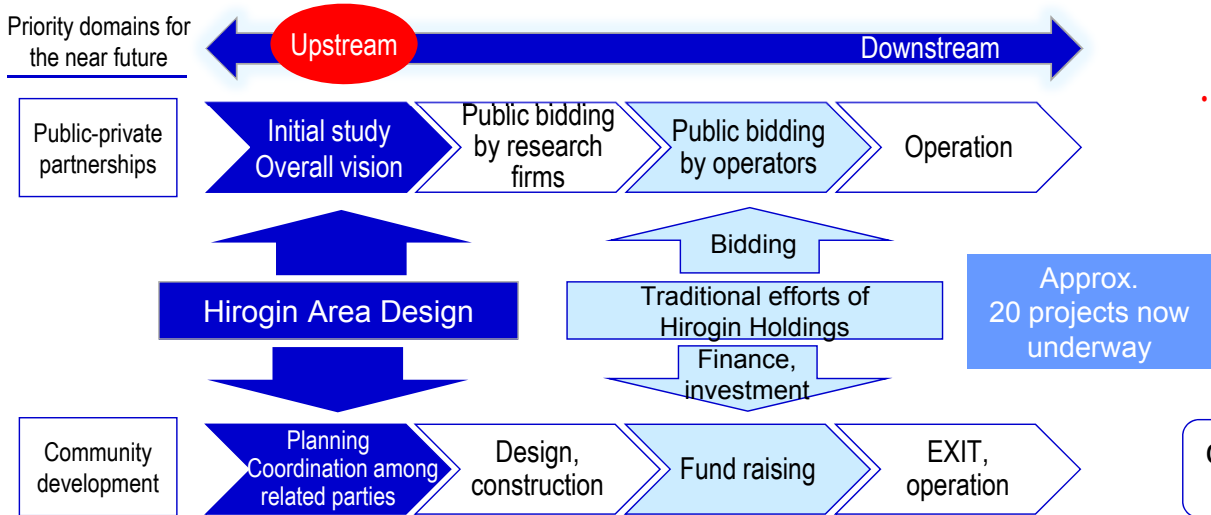 Priority domains for
the near future
Upstream
Downstream
Public-private
partnerships
Initial study
Overall vision
Public bidding
by research
firms
Public bidding
by operators
Operation
Bidding
Hirogin Area Design
Traditional efforts of
Hirogin Holdings
Approx.
20 projects now
underway
Finance,
investment
Community
development
Planning
Coordination among
related parties
Design,
construction
Fund raising
EXIT,
operation